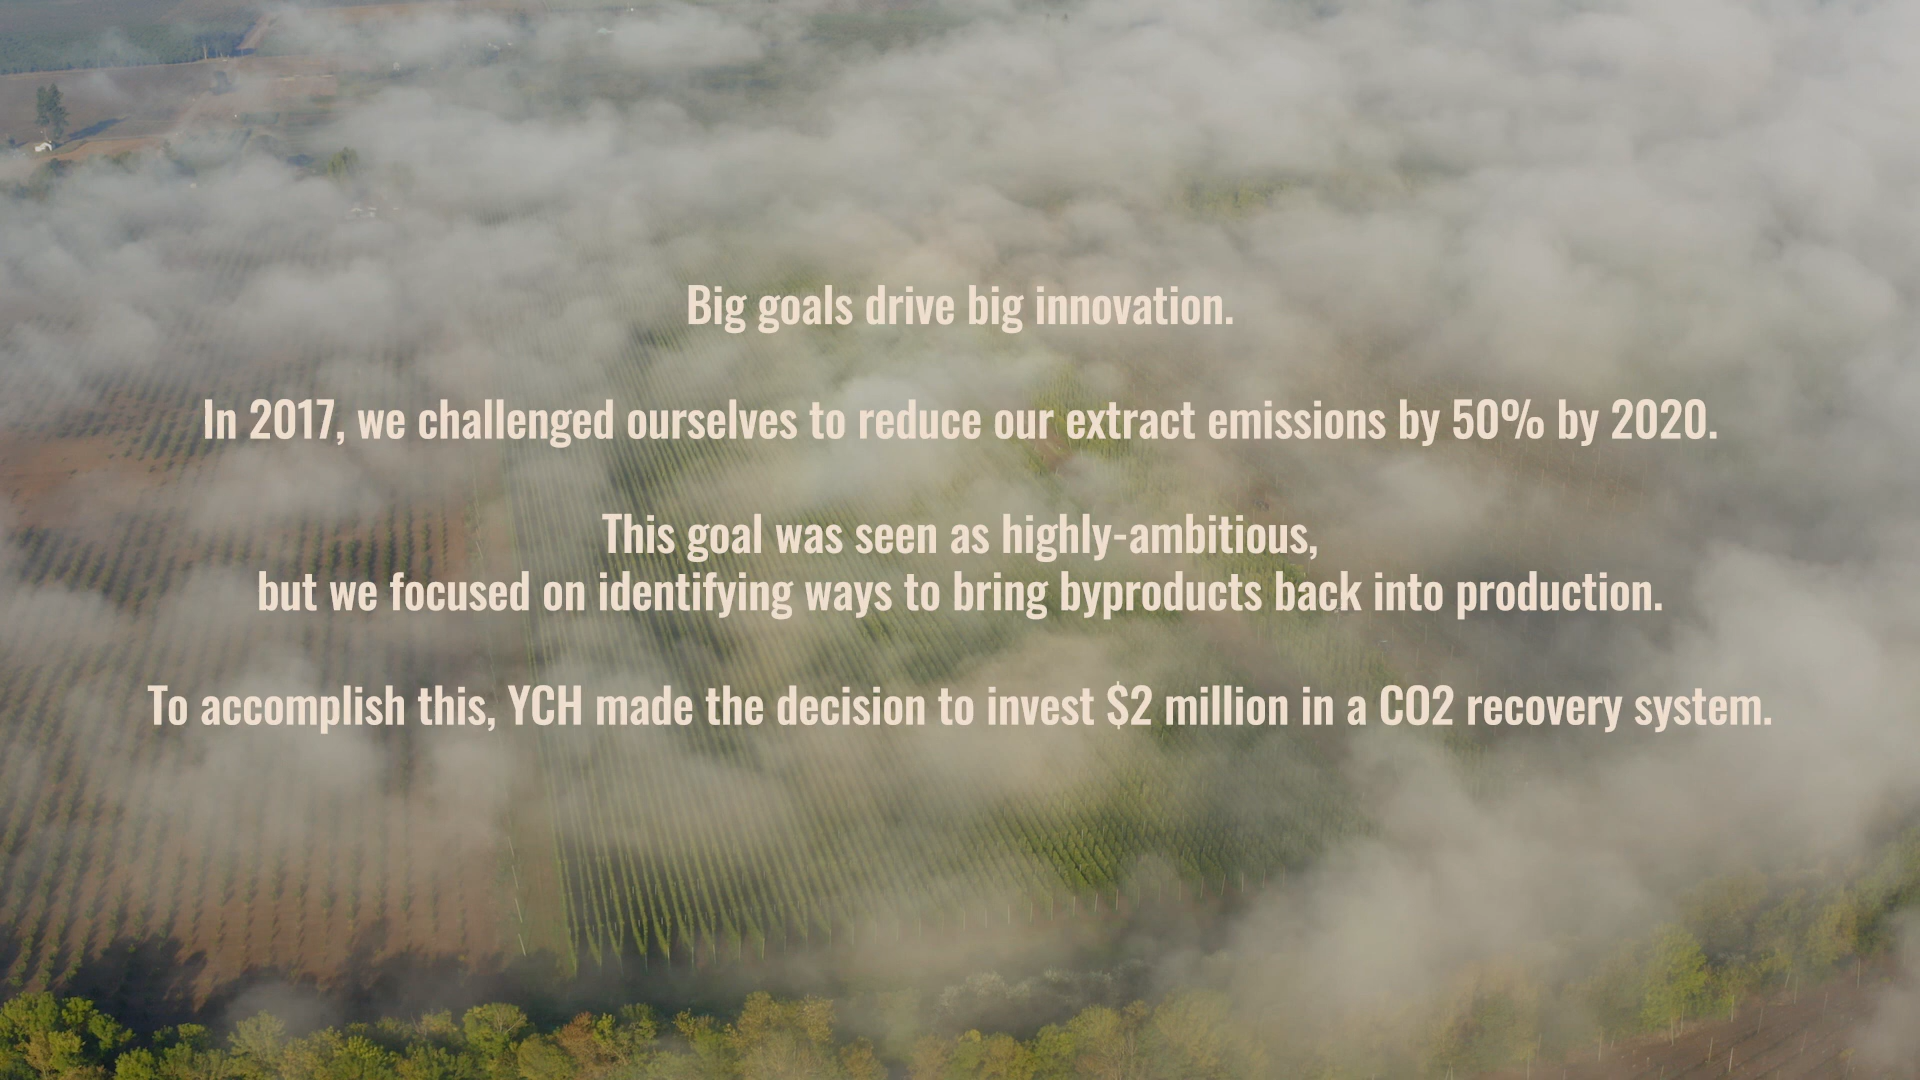 Big goals drive big innovation.
In 2017, we challenged ourselves to reduce our extract emissions by 50% by 2020.
This goal was seen as highly-ambitious,
but we focused on identifying ways to bring byproducts back into production.
To accomplish this, YCH made the decision to invest $2 million in a CO2 recovery system.